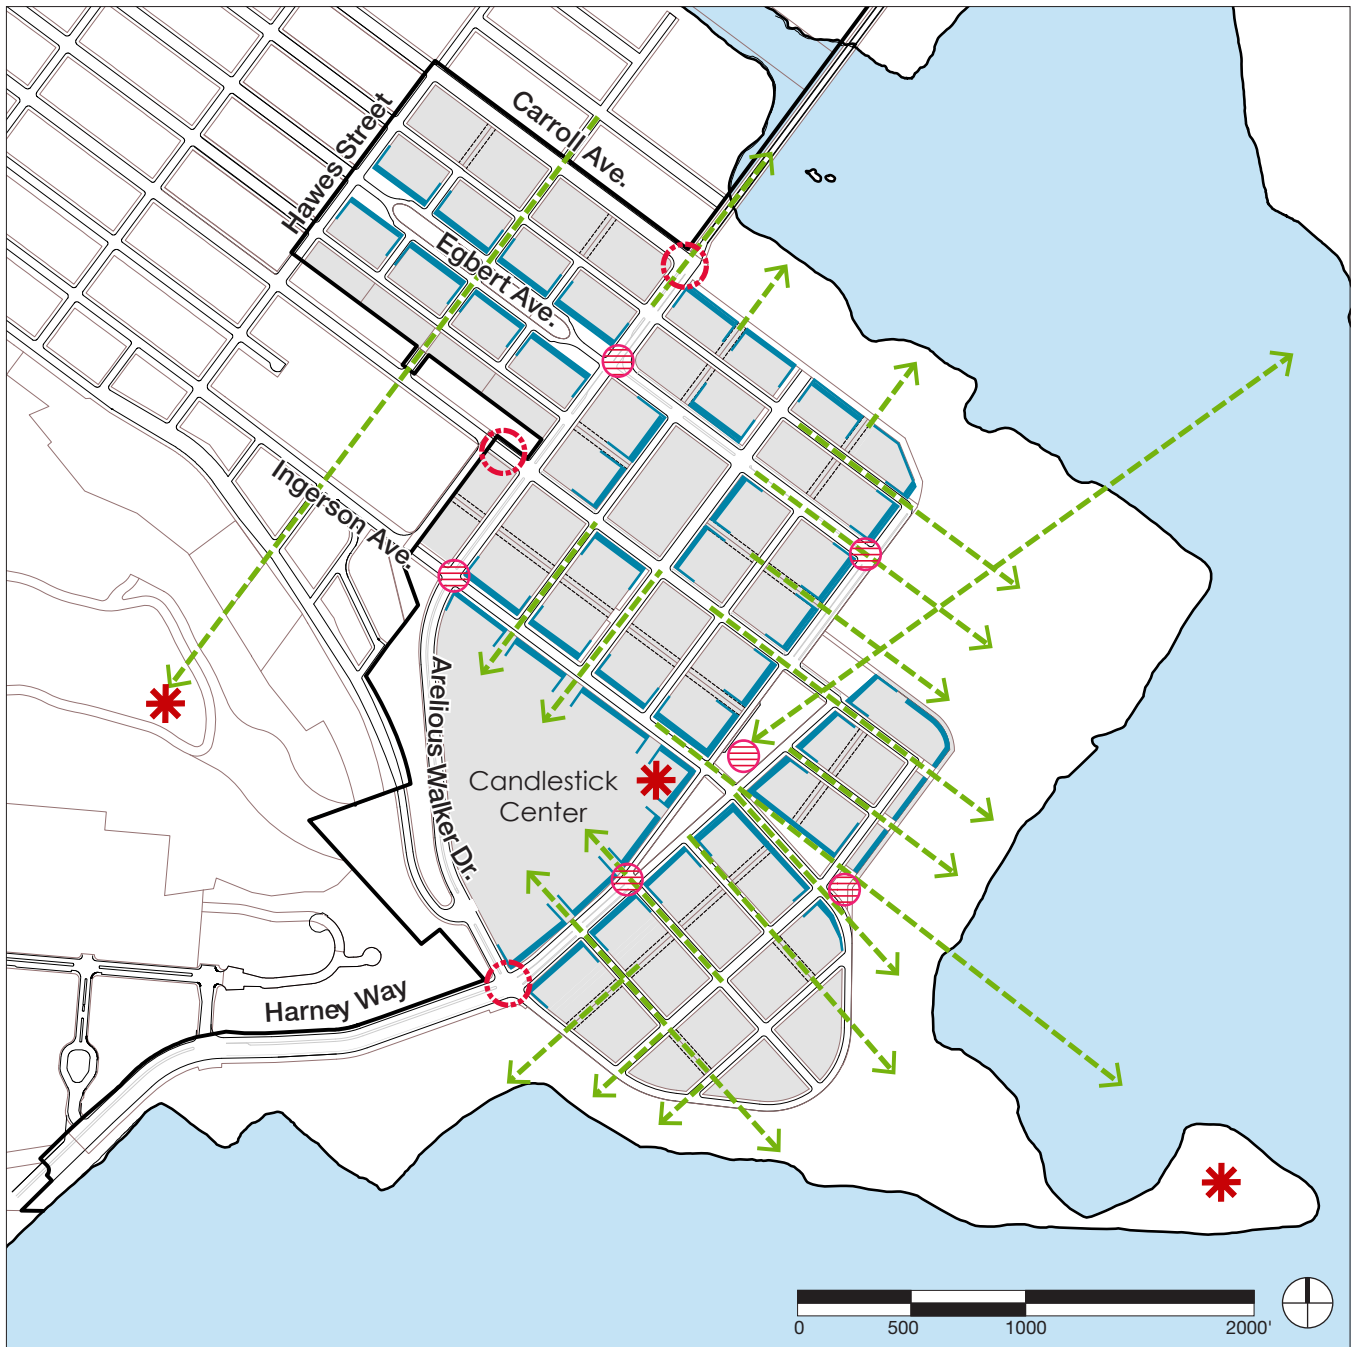 Carroll Ave.
Hawes Street
Egbert Ave.
Ingerson Ave.
Arelious Walker Dr.
Candlestick
Center
Harney Way
0 500 1000 2000'